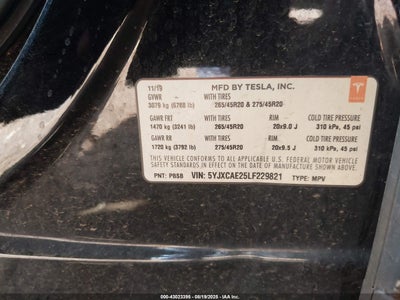 11/19 MFD BY TESLA, INC.
GVWR WITH TIRES
3079 kg (6788 lb) 265/45R20 & 275/45R20
TESLA
GAWR FRT WITH TIRES RIM COLD TIRE PRESSURE
1470 kg (3241 lb) 265/45R20 20x9.0 J 310 kPa, 45 psi
GAWR RR WITH TIRES RIM COLD TIRE PRESSURE
1720 kg (3792 lb) 275/45R20 20x9.5 J 310 kPa, 45 psi
THIS VEHICLE CONFORMS TO ALL APPLICABLE U.S. FEDERAL MOTOR VEHICLE
SAFETY STANDARDS IN EFFECT ON THE DATE OF MANUFACTURE SHOWN ABOVE.
PNT: PBSB VIN: 5YJXCAE25LF229821 TYPE: MPV
000-43023395 - 08/19/2025 - IAAI